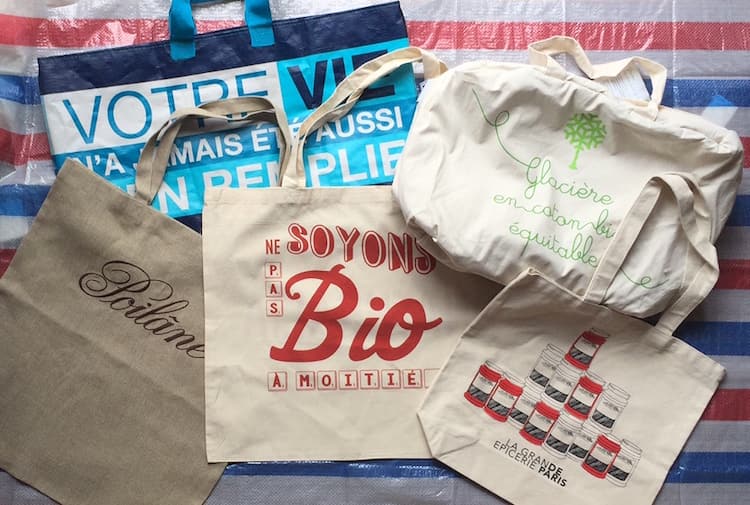 VOTRE VIE
N'A JAMAIS ÉTÉ AUSSI
REMPLIE
Glacière
en coton bio
équitable
Poilâne
NE SOYONS
PAS
Bio
À MOITIÉ
LA GRANDE
EPICERIE PARIS